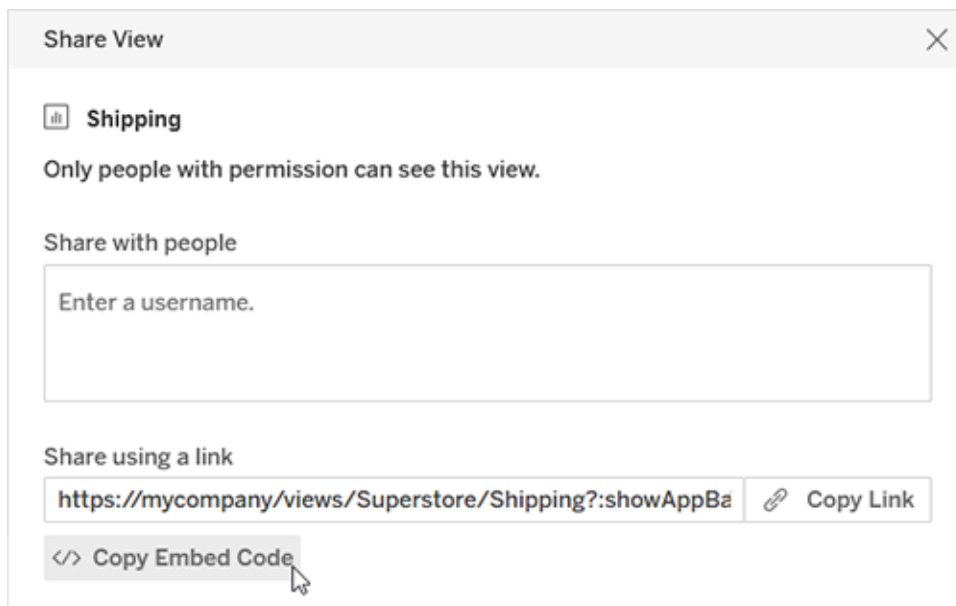 Share View
Shipping
Only people with permission can see this view.
Share with people
Enter a username.
Share using a link
https://mycompany/views/Superstore/Shipping?:showAppBa
Copy Link
</> Copy Embed Code